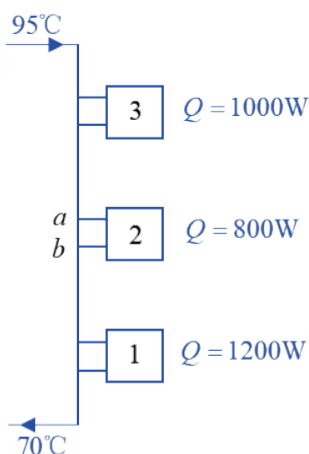 95℃
3 Q = 1000W
a
2 Q = 800W
b
1 Q = 1200W
70℃